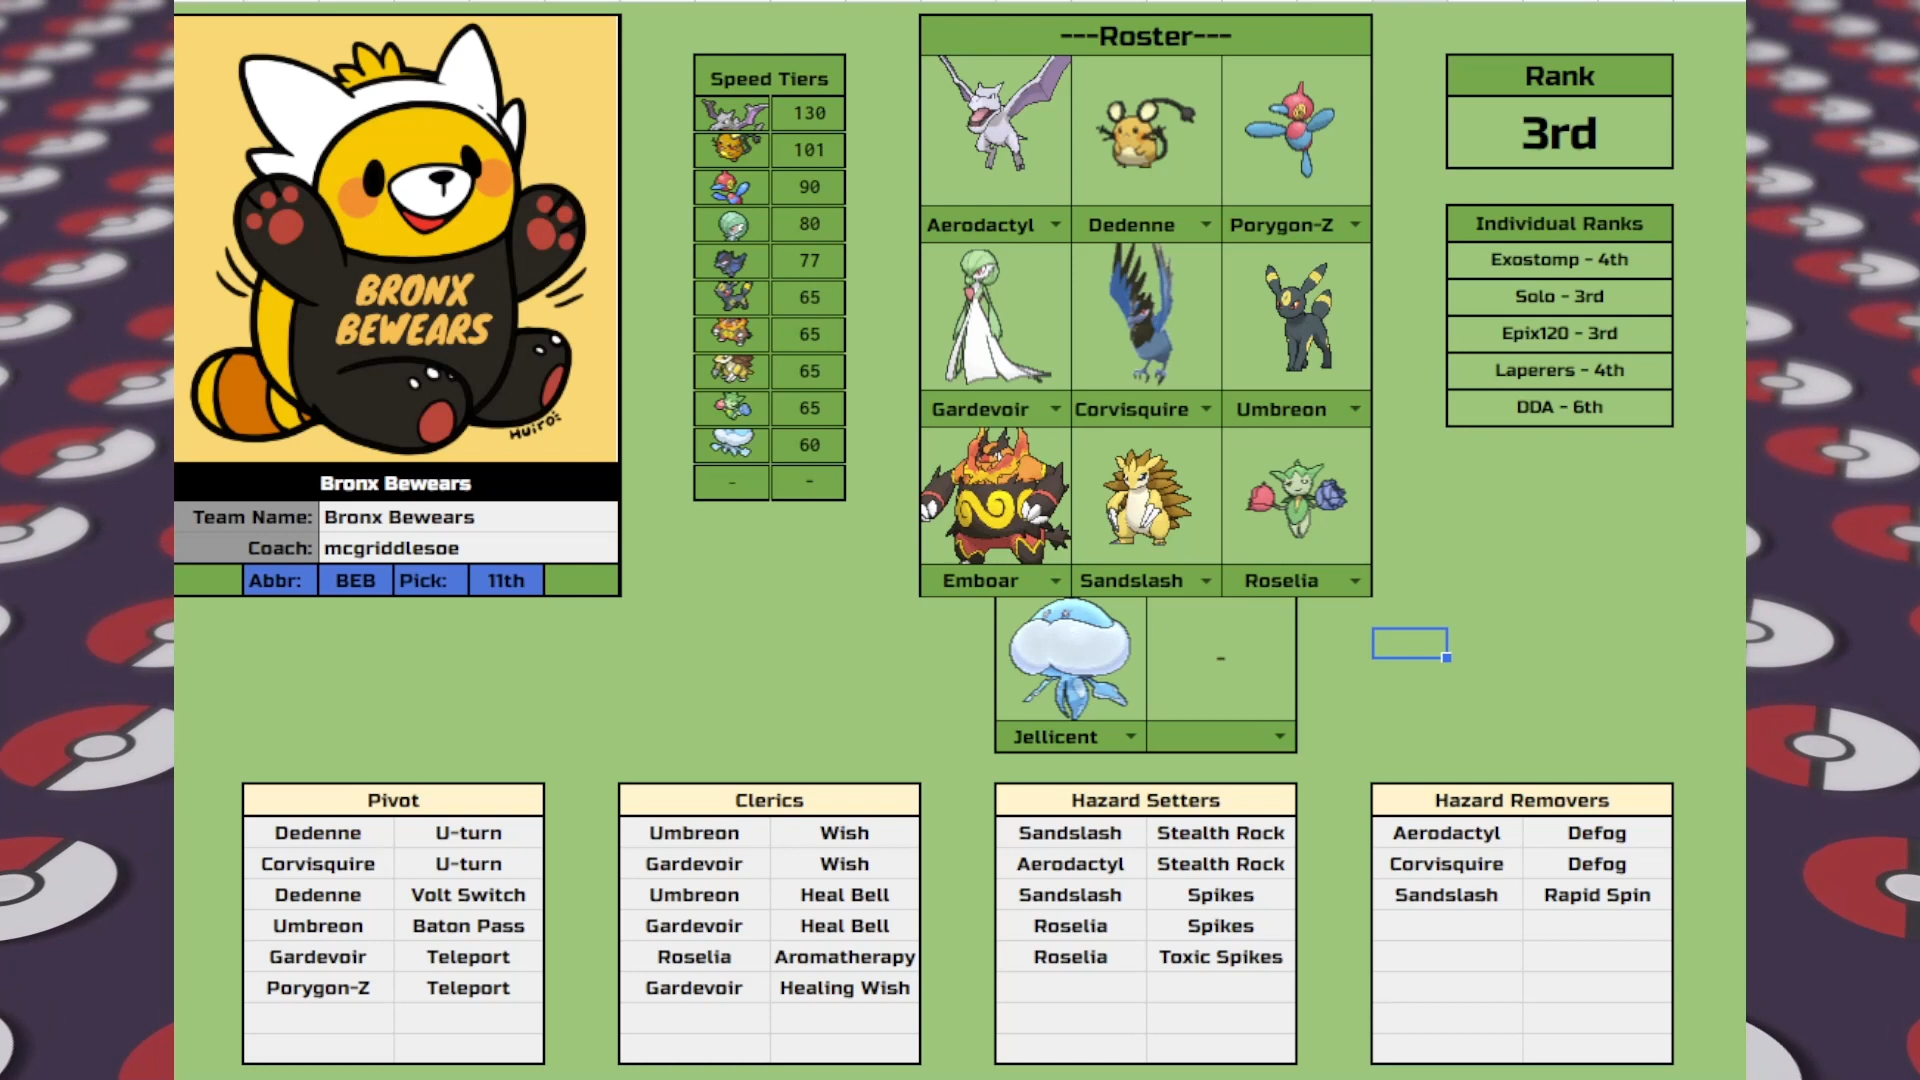 BRONX
BEWEARS
HUiRO
Bronx Bewears
Team Name: Bronx Bewears
Coach: mcgriddlesoe
Abbr: BEB Pick: 11th
Speed Tiers
130
101
90
80
77
65
65
65
65
60
- -
---Roster---
Aerodactyl Dedenne Porygon-Z
Gardevoir Corvisquire Umbreon
Emboar Sandslash Roselia
-
Jellicent
Rank
3rd
Individual Ranks
Exostomp - 4th
Solo - 3rd
Epix120 - 3rd
Laperers - 4th
DDA - 6th
Pivot
Dedenne U-turn
Corvisquire U-turn
Dedenne Volt Switch
Umbreon Baton Pass
Gardevoir Teleport
Porygon-Z Teleport
Clerics
Umbreon Wish
Gardevoir Wish
Umbreon Heal Bell
Gardevoir Heal Bell
Roselia Aromatherapy
Gardevoir Healing Wish
Hazard Setters
Sandslash Stealth Rock
Aerodactyl Stealth Rock
Sandslash Spikes
Roselia Spikes
Roselia Toxic Spikes
Hazard Removers
Aerodactyl Defog
Corvisquire Defog
Sandslash Rapid Spin